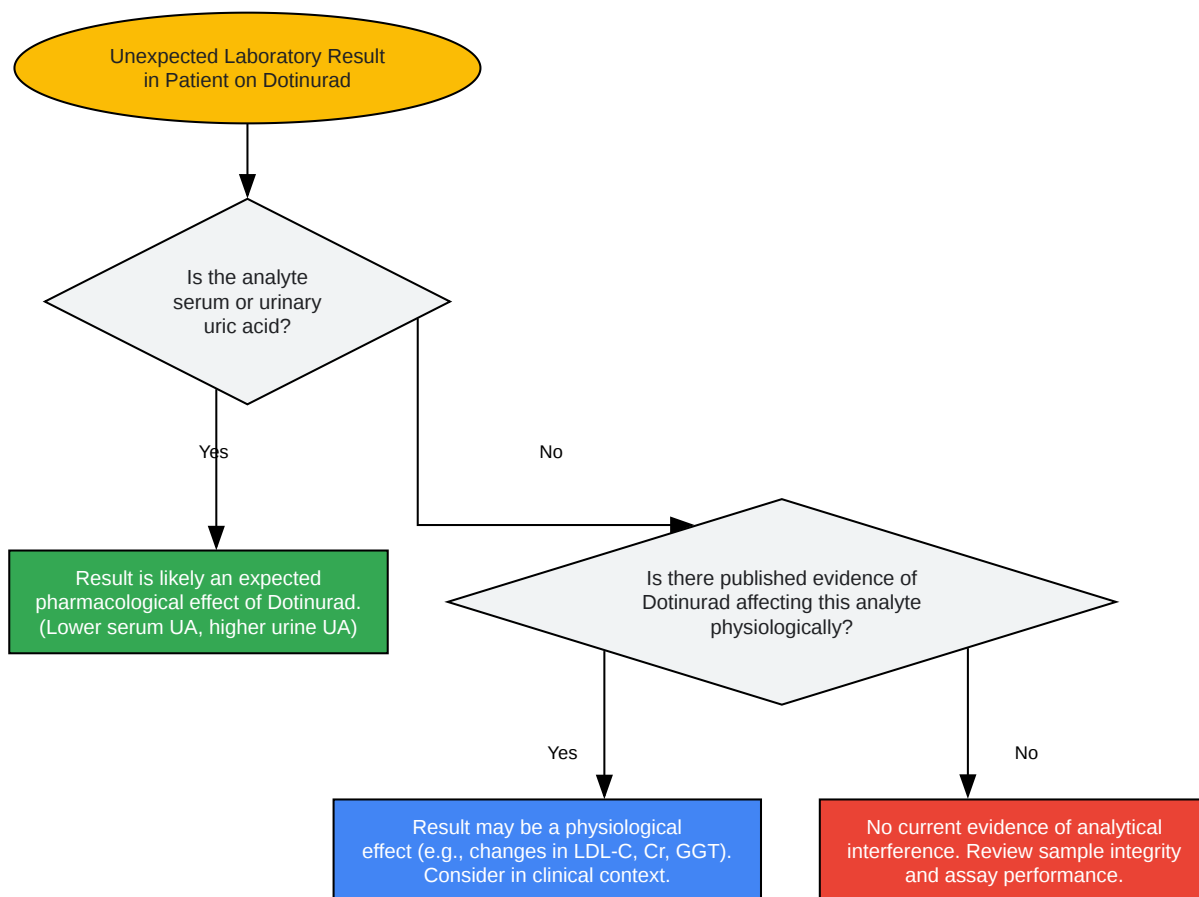 Unexpected Laboratory Result
in Patient on Dotinurad
Is the analyte
serum or urinary
uric acid?
Yes
No
Result is likely an expected
pharmacological effect of Dotinurad.
(Lower serum UA, higher urine UA)
Is there published evidence of
Dotinurad affecting this analyte
physiologically?
Yes
No
Result may be a physiological
effect (e.g., changes in LDL-C, Cr, GGT).
Consider in clinical context.
No current evidence of analytical
interference. Review sample integrity
and assay performance.